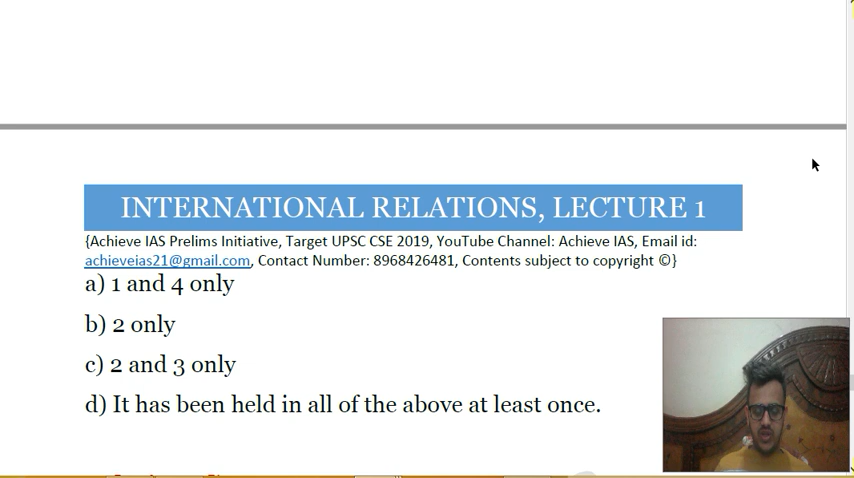 INTERNATIONAL RELATIONS, LECTURE 1
{Achieve IAS Prelims Initiative, Target UPSC CSE 2019, YouTube Channel: Achieve IAS, Email id:
achieveias21@gmail.com, Contact Number: 8968426481, Contents subject to copyright ©}
a) 1 and 4 only
b) 2 only
c) 2 and 3 only
d) It has been held in all of the above at least once.